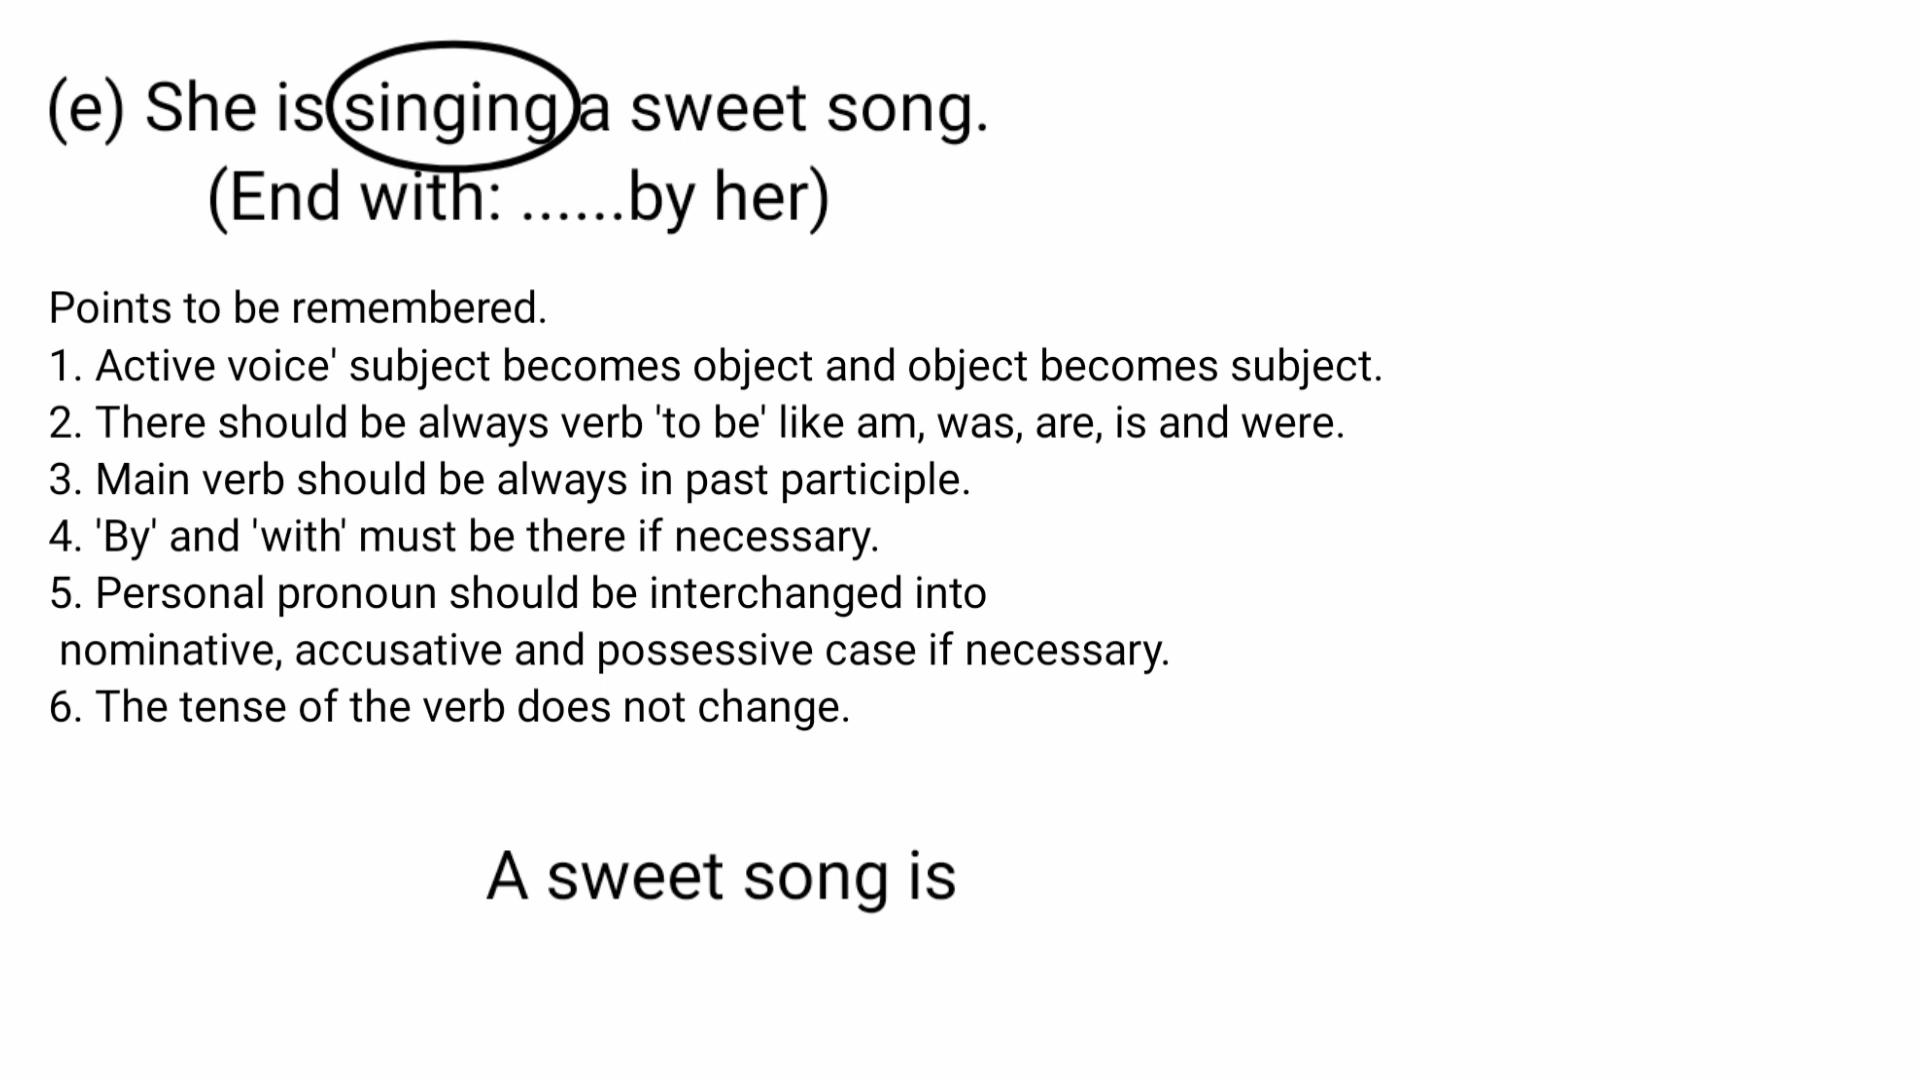 (e) She is singing a sweet song.
(End with: ......by her)
Points to be remembered.
1. Active voice' subject becomes object and object becomes subject.
2. There should be always verb 'to be' like am, was, are, is and were.
3. Main verb should be always in past participle.
4. 'By' and 'with' must be there if necessary.
5. Personal pronoun should be interchanged into
nominative, accusative and possessive case if necessary.
6. The tense of the verb does not change.
A sweet song is